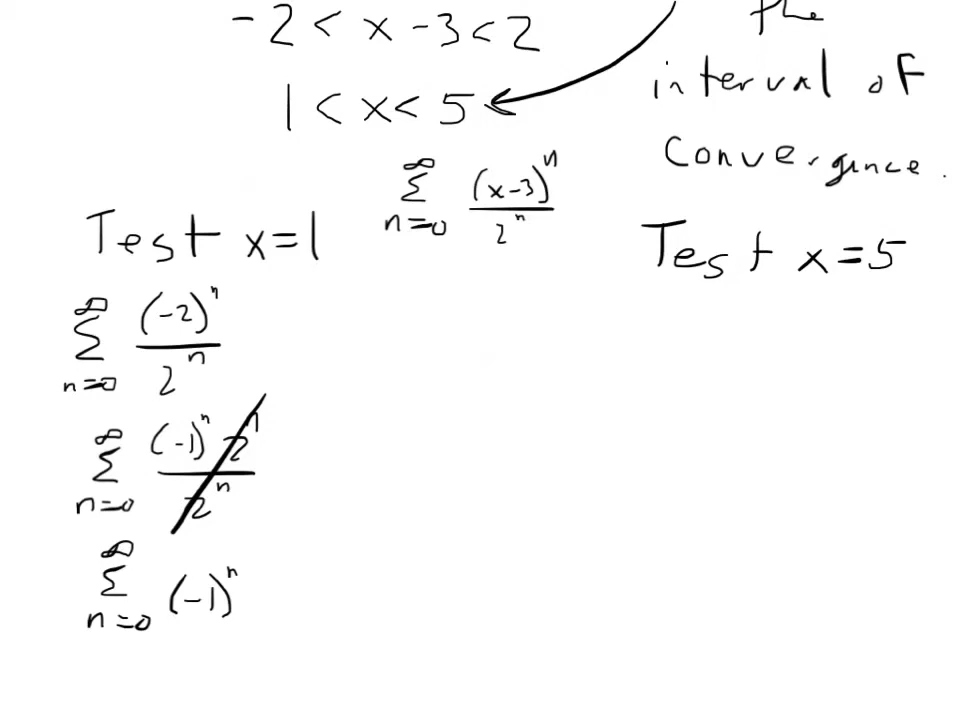 -2 < x - 3 < 2
1 < x < 5
the
interval of
convergence.
∞ Σ n=0 (x-3)^n / 2^n
Test x=1
∞ Σ n=0 (-2)^n / 2^n
∞ Σ n=0 (-1)^n 2^n / 2^n
∞ Σ n=0 (-1)^n
Test x=5